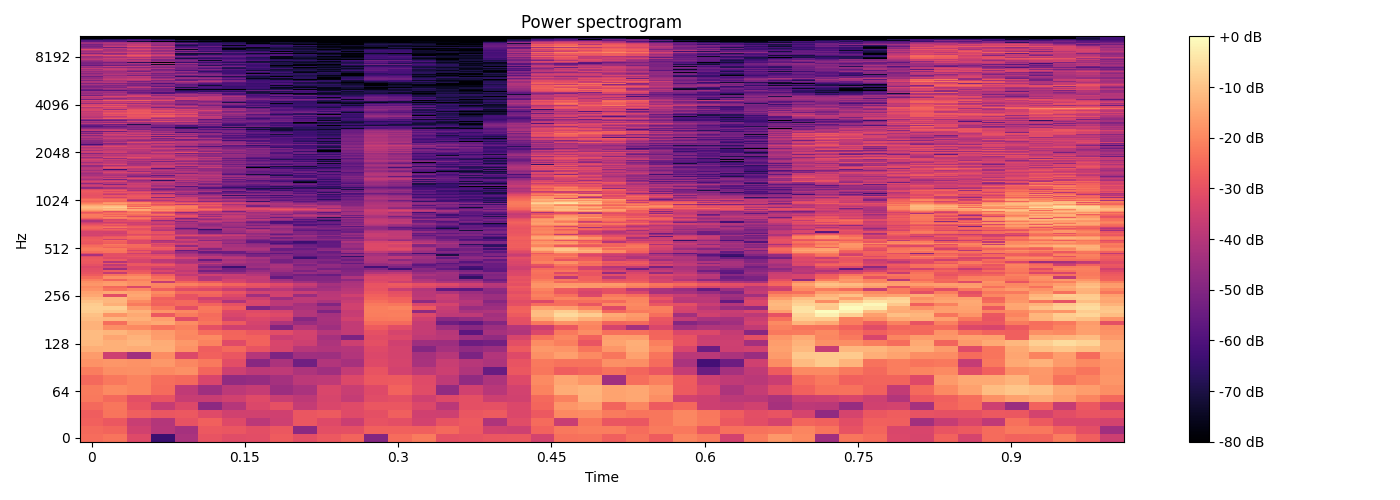 Power spectrogram
Hz
8192
4096
2048
1024
512
256
128
64
0
0 0.15 0.3 0.45 0.6 0.75 0.9
Time
+0 dB
-10 dB
-20 dB
-30 dB
-40 dB
-50 dB
-60 dB
-70 dB
-80 dB